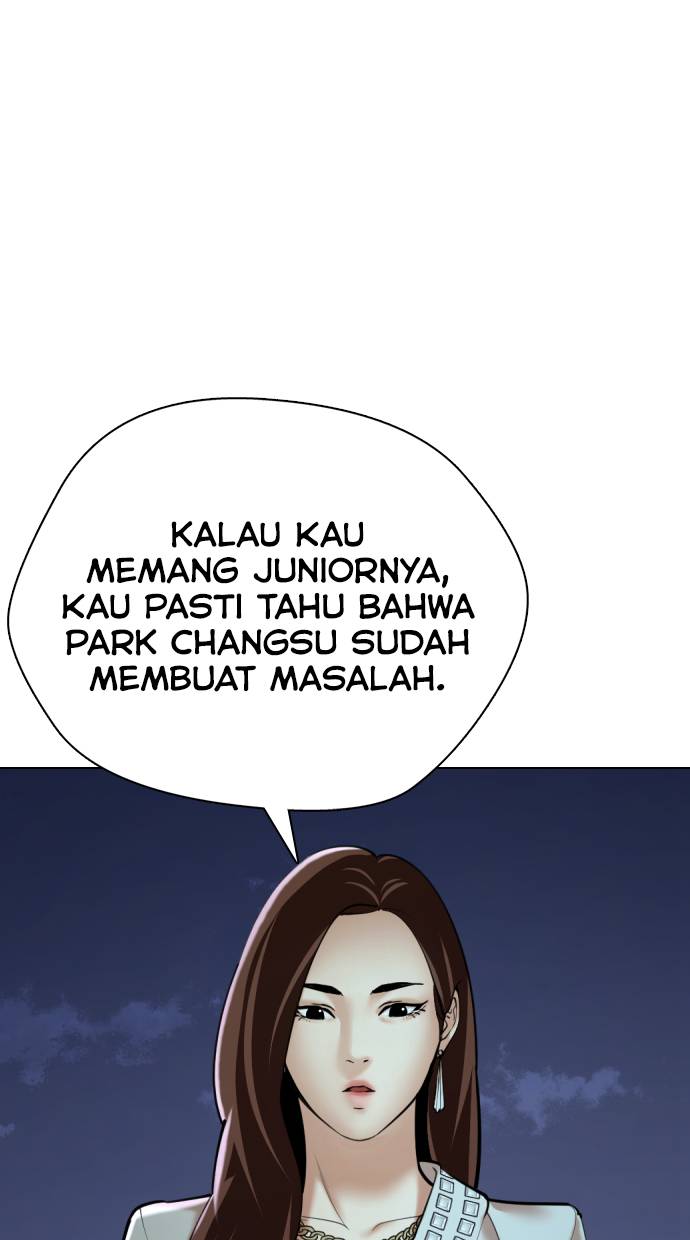 KALAU KAU
MEMANG JUNIORNYA,
KAU PASTI TAHU BAHWA
PARK CHANGSU SUDAH
MEMBUAT MASALAH.